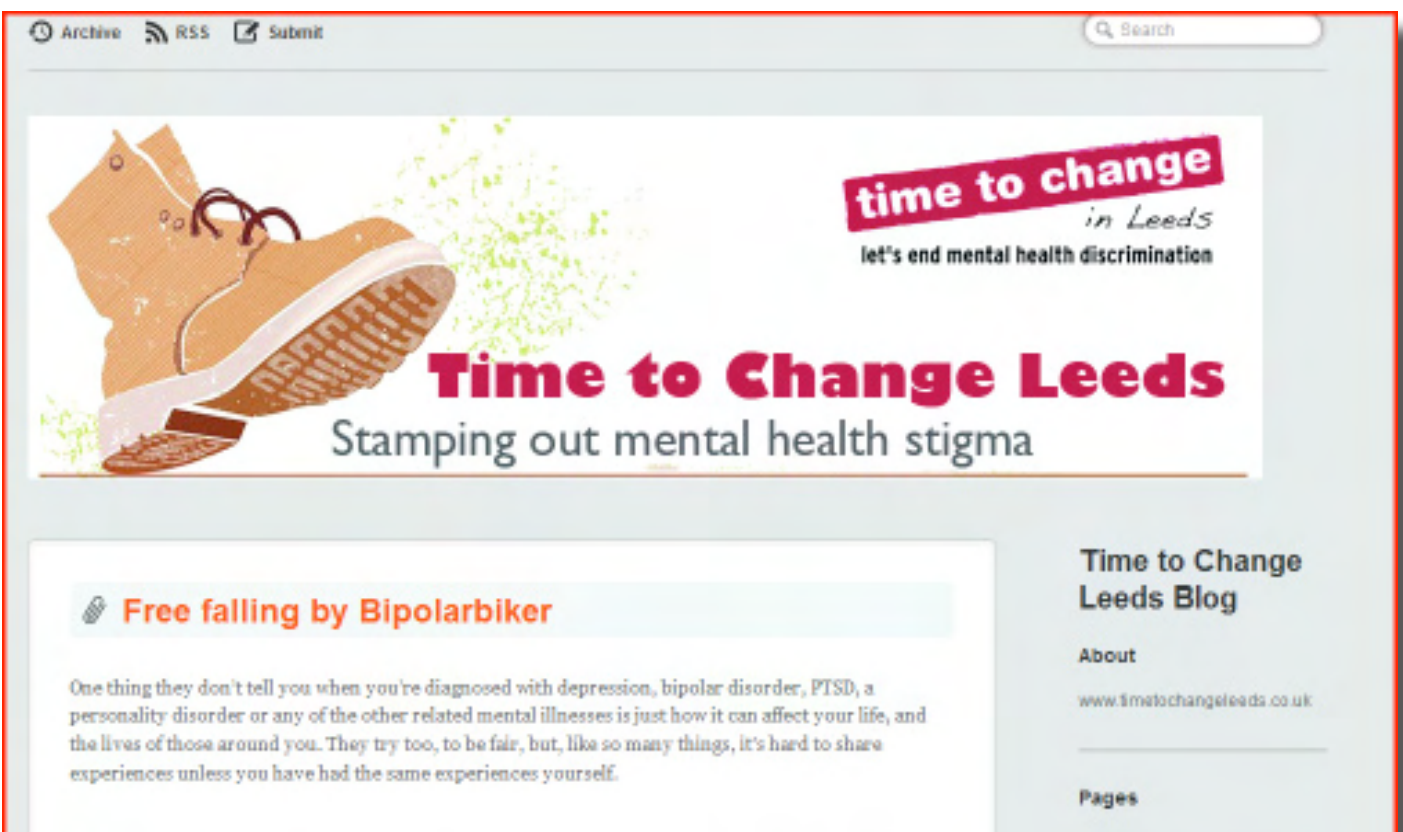 Archive RSS Submit
Search
time to change
in Leeds
let's end mental health discrimination
Time to Change Leeds
Stamping out mental health stigma
Free falling by Bipolarbiker
One thing they don't tell you when you're diagnosed with depression, bipolar disorder, PTSD, a
personality disorder or any of the other related mental illnesses is just how it can affect your life, and
the lives of those around you. They try too, to be fair, but, like so many things, it's hard to share
experiences unless you have had the same experiences yourself.
Time to Change
Leeds Blog
About
www.timetochangeleeds.co.uk
Pages